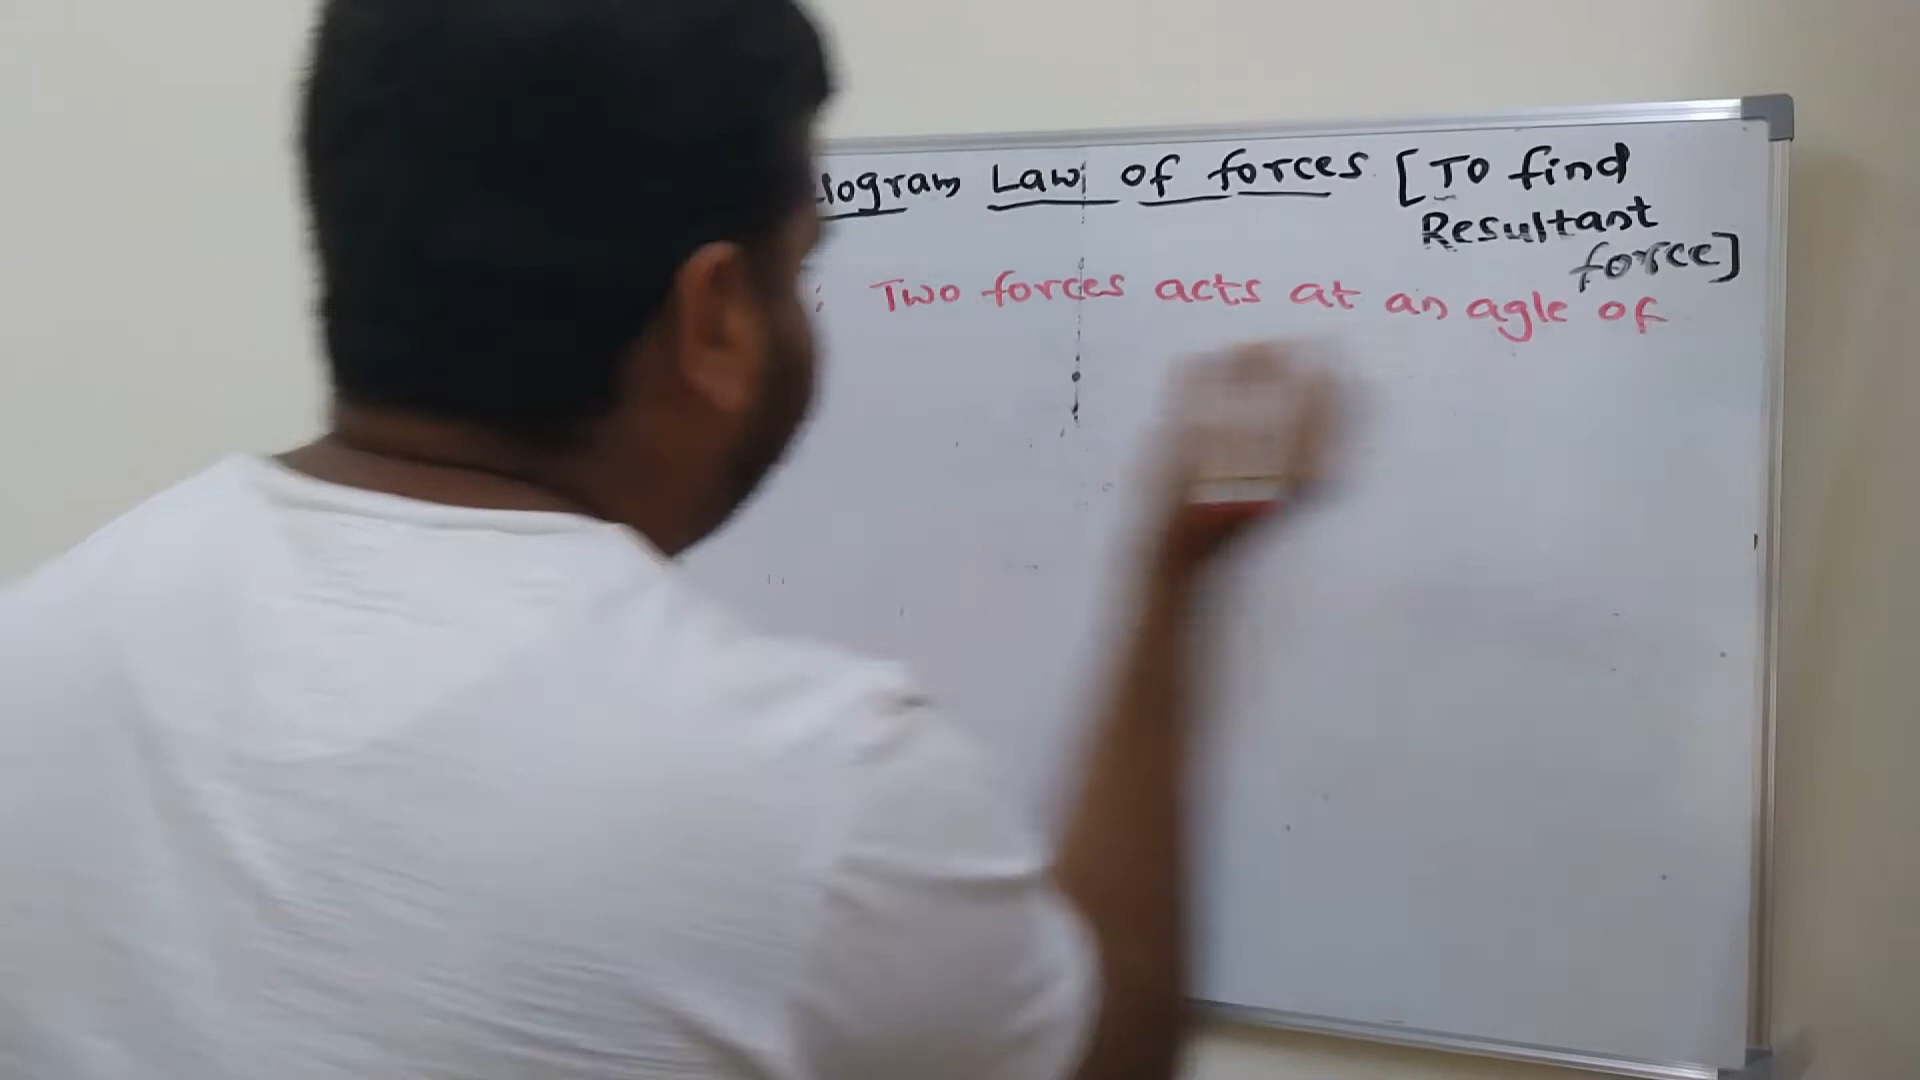 logram Law of forces [To find
Resultant
force]
: Two forces acts at an agle of